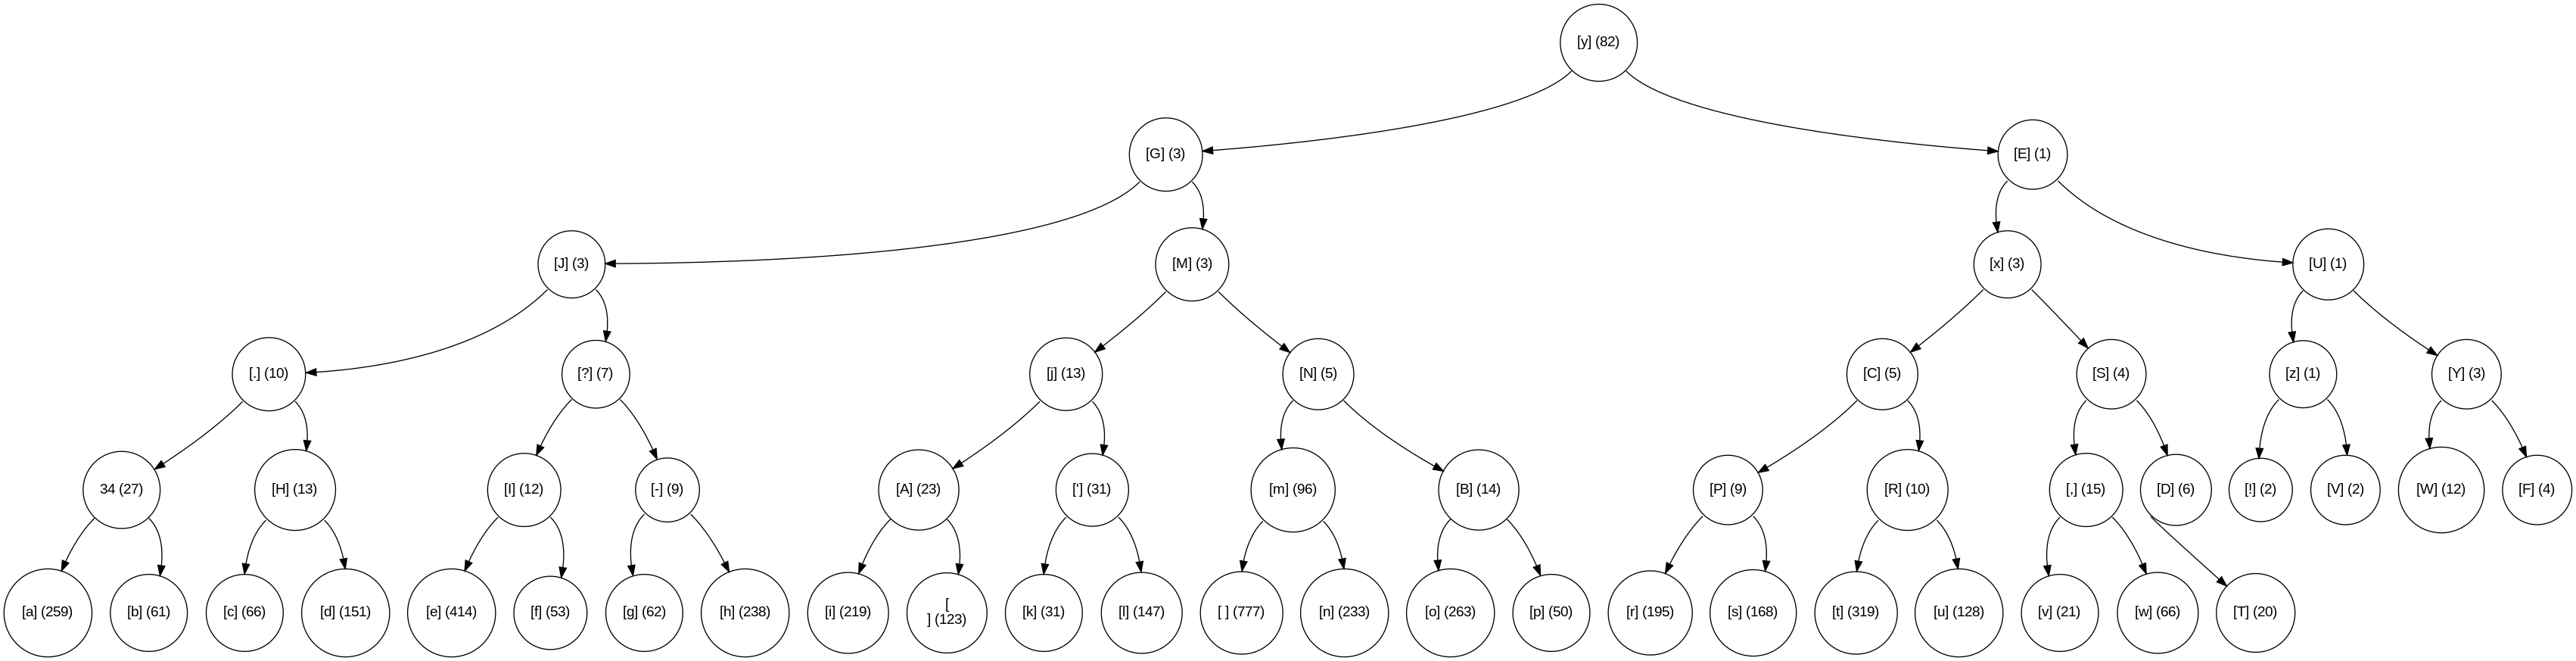 [y] (82)
[G] (3)
[E] (1)
[J] (3)
[M] (3)
[x] (3)
[U] (1)
[.] (10)
[?] (7)
[j] (13)
[N] (5)
[C] (5)
[S] (4)
[z] (1)
[Y] (3)
34 (27)
[H] (13)
[I] (12)
[-] (9)
[A] (23)
['] (31)
[m] (96)
[B] (14)
[P] (9)
[R] (10)
[,] (15)
[D] (6)
[!] (2)
[V] (2)
[W] (12)
[F] (4)
[a] (259)
[b] (61)
[c] (66)
[d] (151)
[e] (414)
[f] (53)
[g] (62)
[h] (238)
[i] (219)
[
] (123)
[k] (31)
[l] (147)
[ ] (777)
[n] (233)
[o] (263)
[p] (50)
[r] (195)
[s] (168)
[t] (319)
[u] (128)
[v] (21)
[w] (66)
[T] (20)